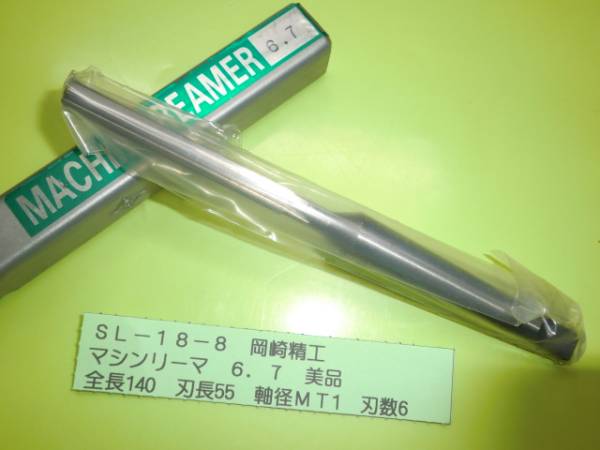 MACHI REAMER 6.7
SL-18-8 岡崎精工
マシンリーマ 6.7 美品
全長140 刃長55 軸径MT1 刃数6